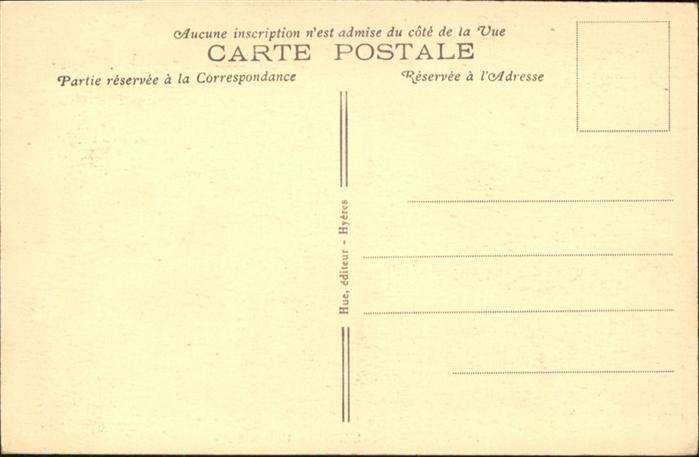 Aucune inscription n'est admise du côté de la Vue
CARTE POSTALE
Partie réservée à la Correspondance
Réservée à l'Adresse
Hue, éditeur - Hyères